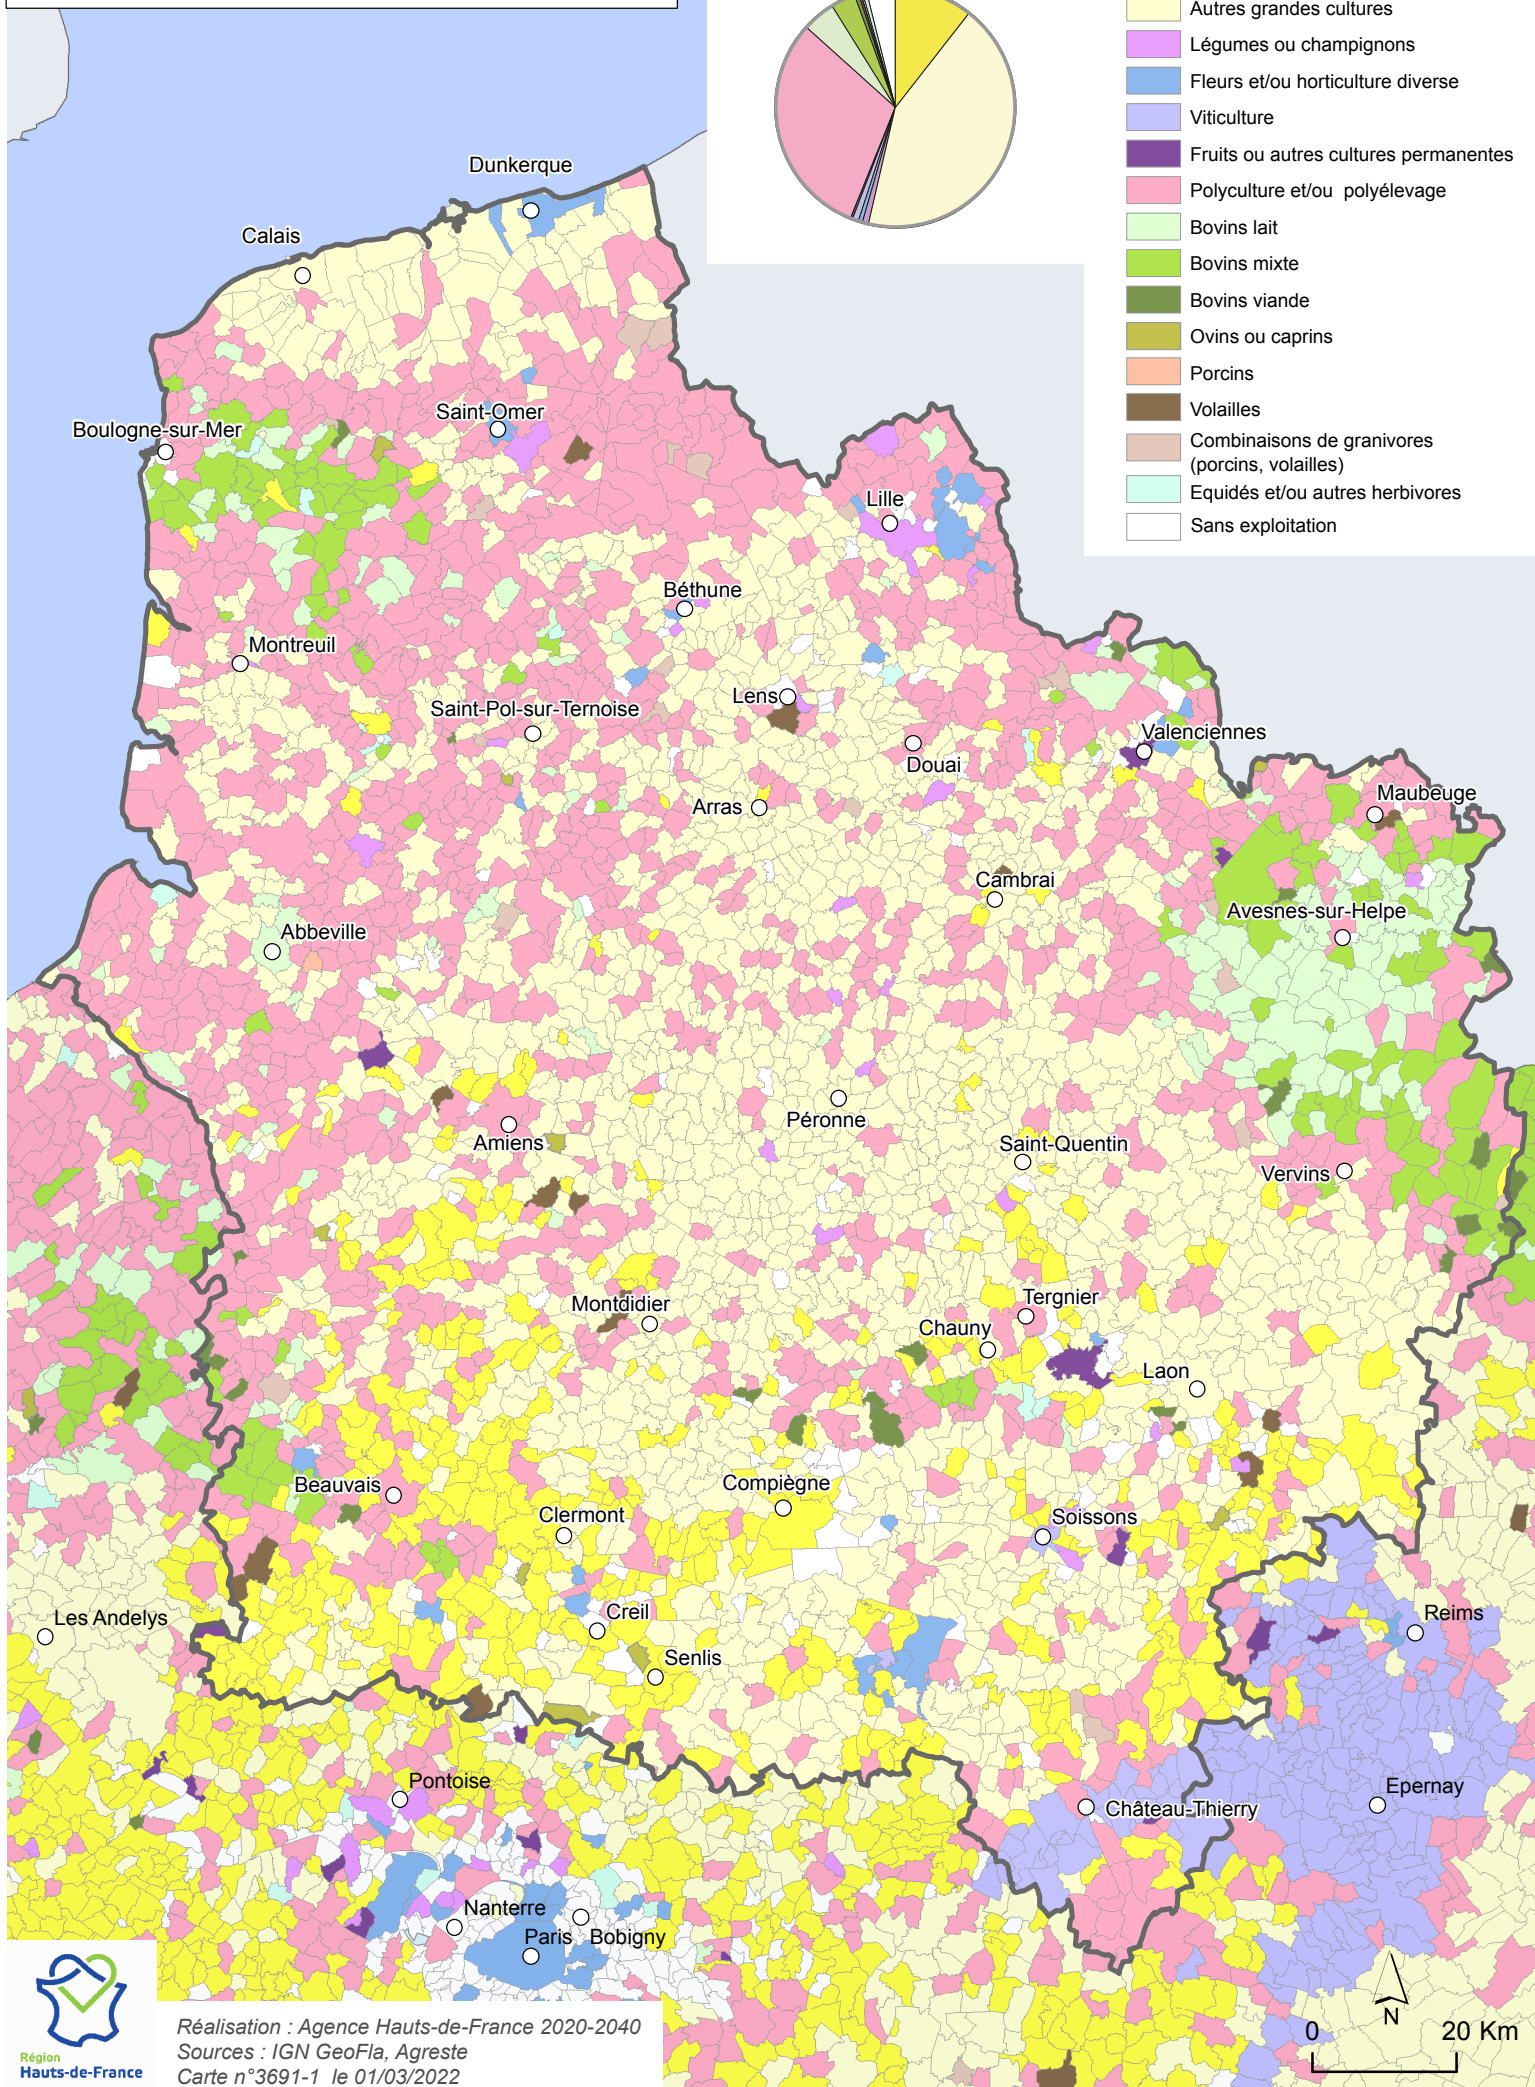 Autres grandes cultures
Légumes ou champignons
Fleurs et/ou horticulture diverse
Viticulture
Fruits ou autres cultures permanentes
Polyculture et/ou polyélevage
Bovins lait
Bovins mixte
Bovins viande
Ovins ou caprins
Porcins
Volailles
Combinaisons de granivores
(porcins, volailles)
Equidés et/ou autres herbivores
Sans exploitation
Dunkerque
Calais
Saint-Omer
Boulogne-sur-Mer
Lille
Béthune
Montreuil
Lens
Saint-Pol-sur-Ternoise
Valenciennes
Douai
Maubeuge
Arras
Cambrai
Avesnes-sur-Helpe
Abbeville
Péronne
Amiens
Saint-Quentin
Vervins
Tergnier
Montdidier
Chauny
Laon
Beauvais
Compiègne
Clermont
Soissons
Les Andelys
Creil
Reims
Senlis
Pontoise
Epernay
Château-Thierry
Nanterre
Paris
Bobigny
N
0 20 Km
Région
Hauts-de-France
Réalisation : Agence Hauts-de-France 2020-2040
Sources : IGN GeoFla, Agreste
Carte n°3691-1 le 01/03/2022